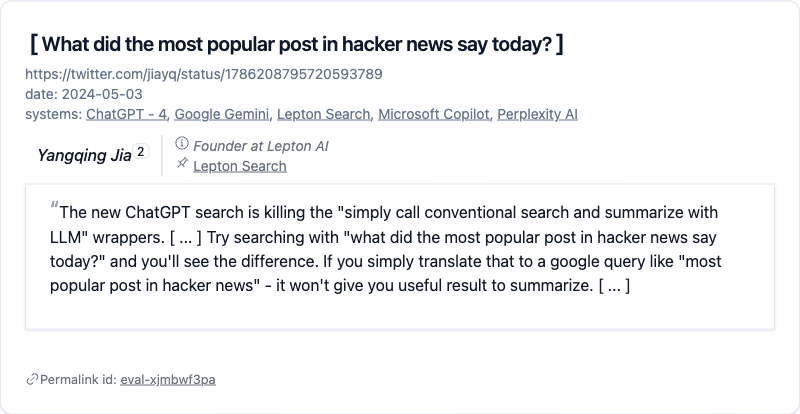 [ What did the most popular post in hacker news say today? ]
https://twitter.com/jiayq/status/1786208795720593789
date: 2024-05-03
systems: ChatGPT - 4, Google Gemini, Lepton Search, Microsoft Copilot, Perplexity AI
Yangqing Jia 2
Founder at Lepton AI
Lepton Search
“The new ChatGPT search is killing the "simply call conventional search and summarize with
LLM" wrappers. [ ... ] Try searching with "what did the most popular post in hacker news say
today?" and you'll see the difference. If you simply translate that to a google query like "most
popular post in hacker news" - it won't give you useful result to summarize. [ ... ]
Permalink id: eval-xjmbwf3pa